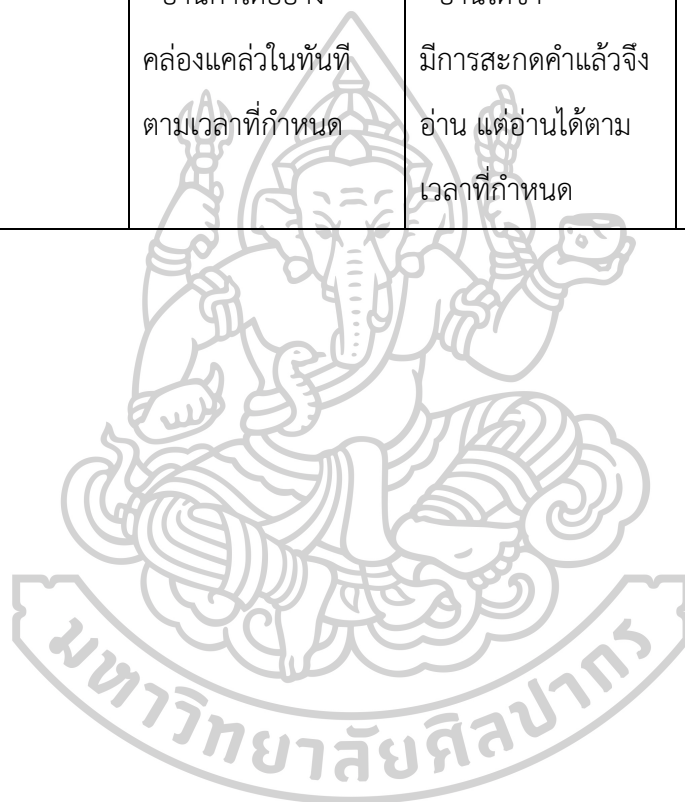 คล่องแคล่วในทันที
ตามเวลาที่กำหนด
มีการสะกดคำแล้วจึง
อ่าน แต่อ่านได้ตาม
เวลาที่กำหนด
มหาวิทยาลัยศิลปากร